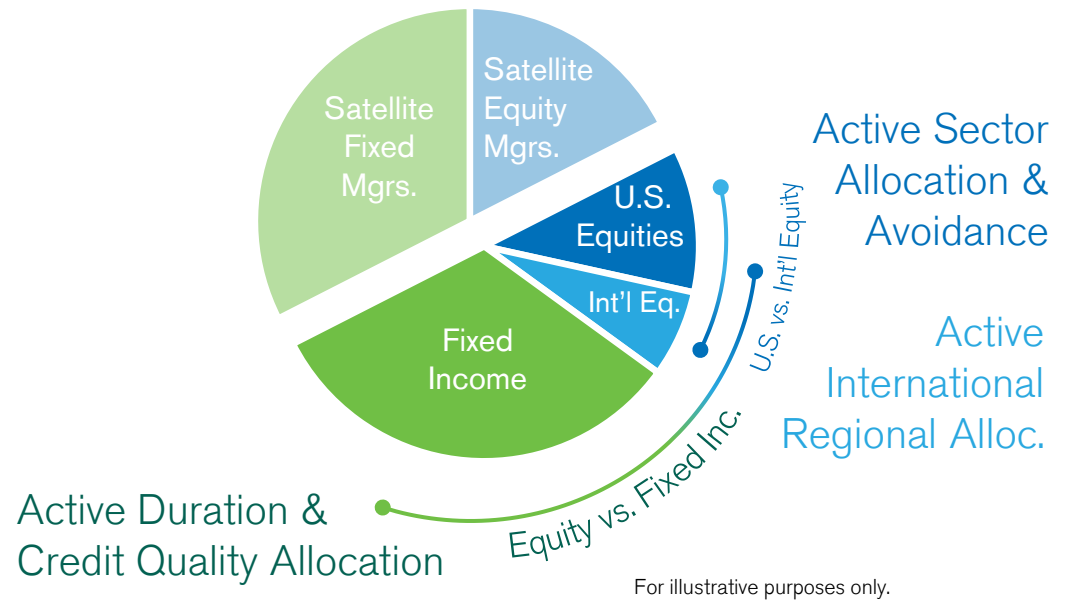 Satellite
Fixed
Mgrs.
Satellite
Equity
Mgrs.
U.S.
Equities
Int’l Eq.
Fixed
Income
U.S. vs. Int’l Equity
Equity vs. Fixed Inc.
Active Sector
Allocation &
Avoidance
Active
International
Regional Alloc.
Active Duration &
Credit Quality Allocation
For illustrative purposes only.